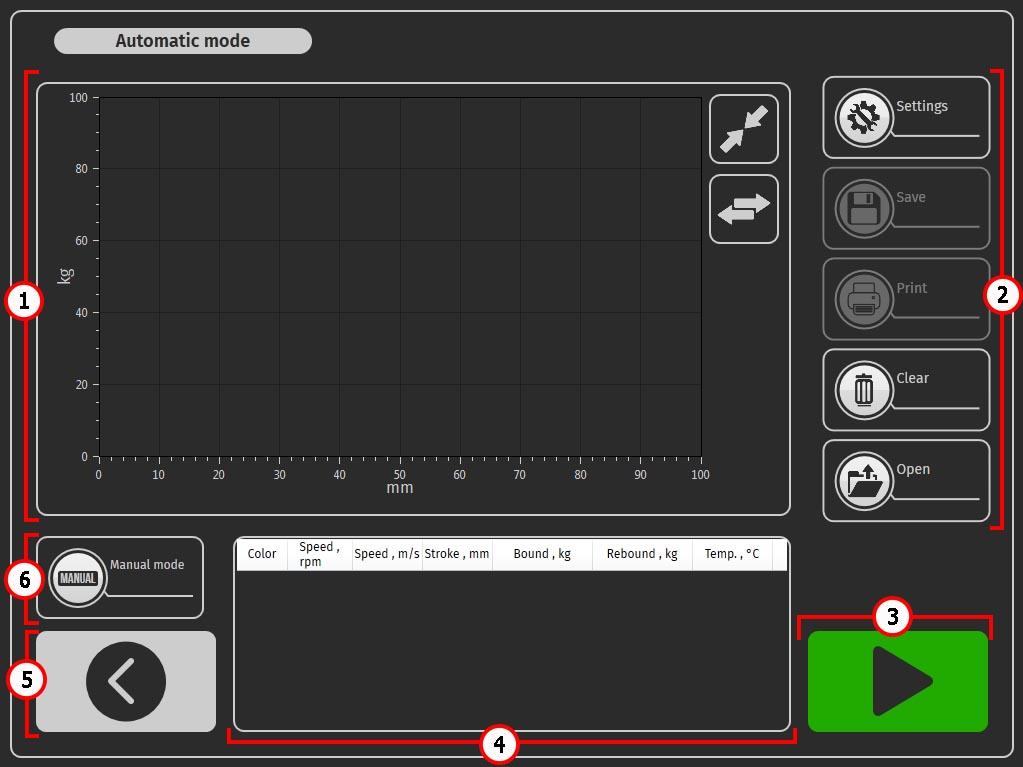 Automatic mode
100
80
60
40
20
0
kg
0 10 20 30 40 50 60 70 80 90 100
mm
Settings
Save
Print
Clear
Open
1
2
6
MANUAL
Manual mode
Color Speed , rpm Speed , m/s Stroke , mm Bound , kg Rebound , kg Temp. , °C
3
5
4